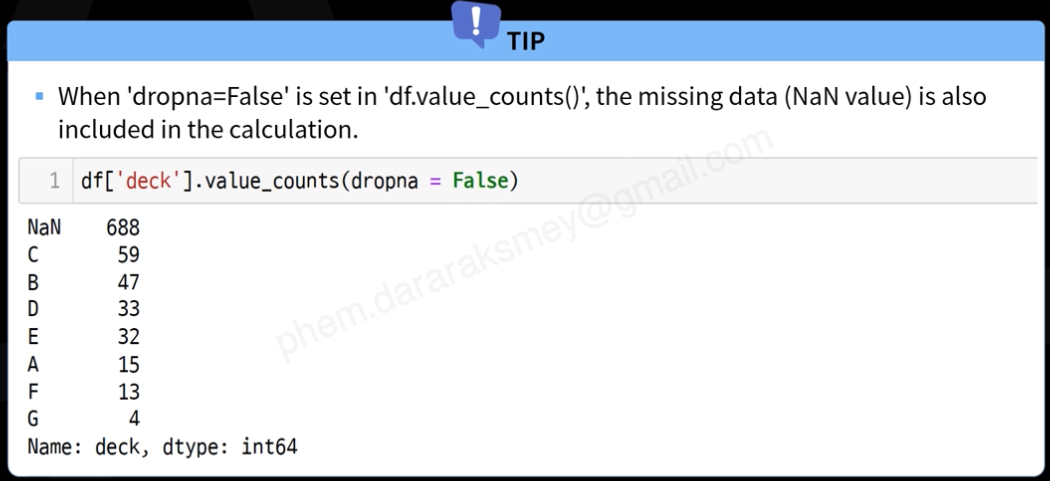 TIP
▪ When 'dropna=False' is set in 'df.value_counts()', the missing data (NaN value) is also
included in the calculation.
1 df['deck'].value_counts(dropna = False)
NaN 688
C 59
B 47
D 33
E 32
A 15
F 13
G 4
Name: deck, dtype: int64
phem.dararaksmey@gmail.com